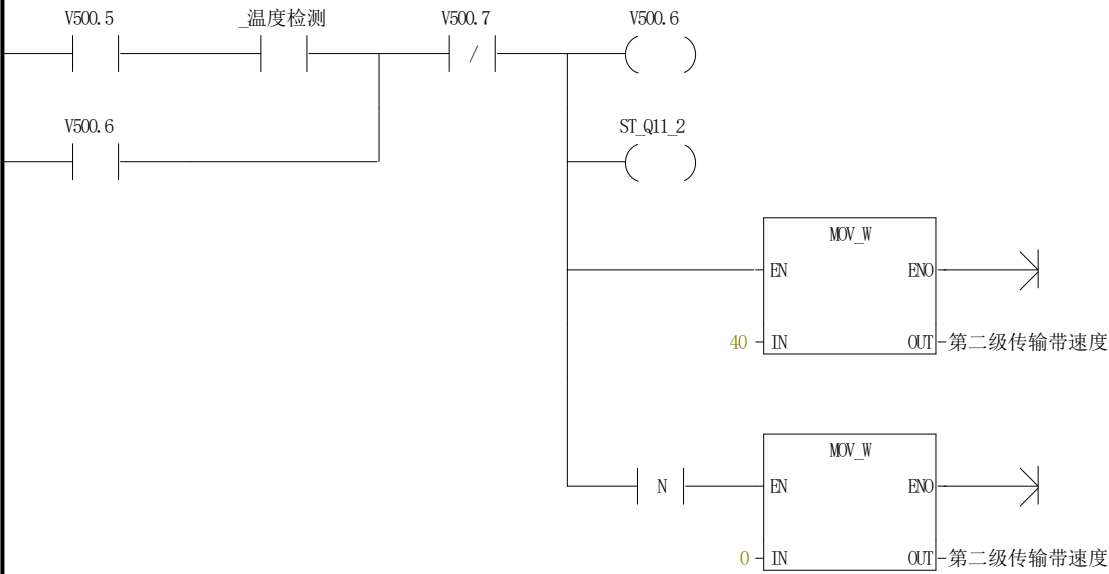 V500.5 _温度检测 V500.7 V500.6
/
V500.6 ST_Q11_2
MOV_W
EN ENO
40 IN OUT 第二级传输带速度
MOV_W
N EN ENO
0 IN OUT 第二级传输带速度